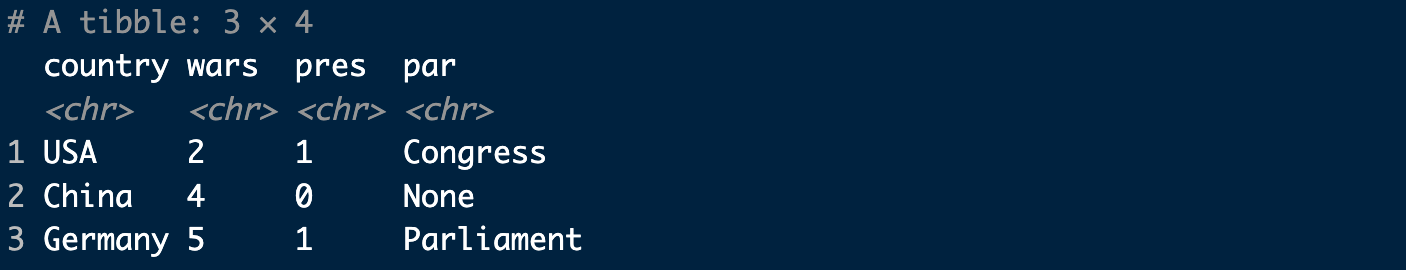 # A tibble: 3 × 4
country wars pres par
<chr> <chr> <chr> <chr>
1 USA 2 1 Congress
2 China 4 0 None
3 Germany 5 1 Parliament